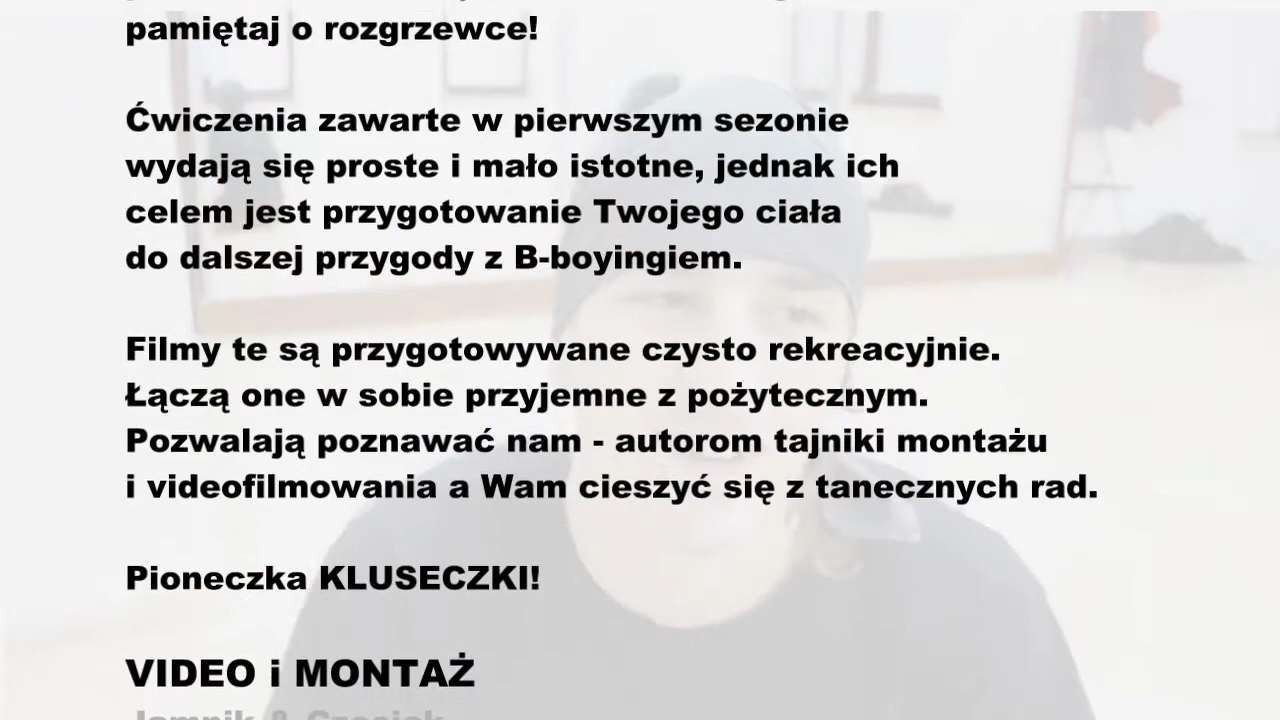 pamiętaj o rozgrzewce!
Ćwiczenia zawarte w pierwszym sezonie
wydają się proste i mało istotne, jednak ich
celem jest przygotowanie Twojego ciała
do dalszej przygody z B-boyingiem.
Filmy te są przygotowywane czysto rekreacyjnie.
Łączą one w sobie przyjemne z pożytecznym.
Pozwalają poznawać nam - autorom tajniki montażu
i videofilmowania a Wam cieszyć się z tanecznych rad.
Pioneczka KLUSECZKI!
VIDEO i MONTAŻ